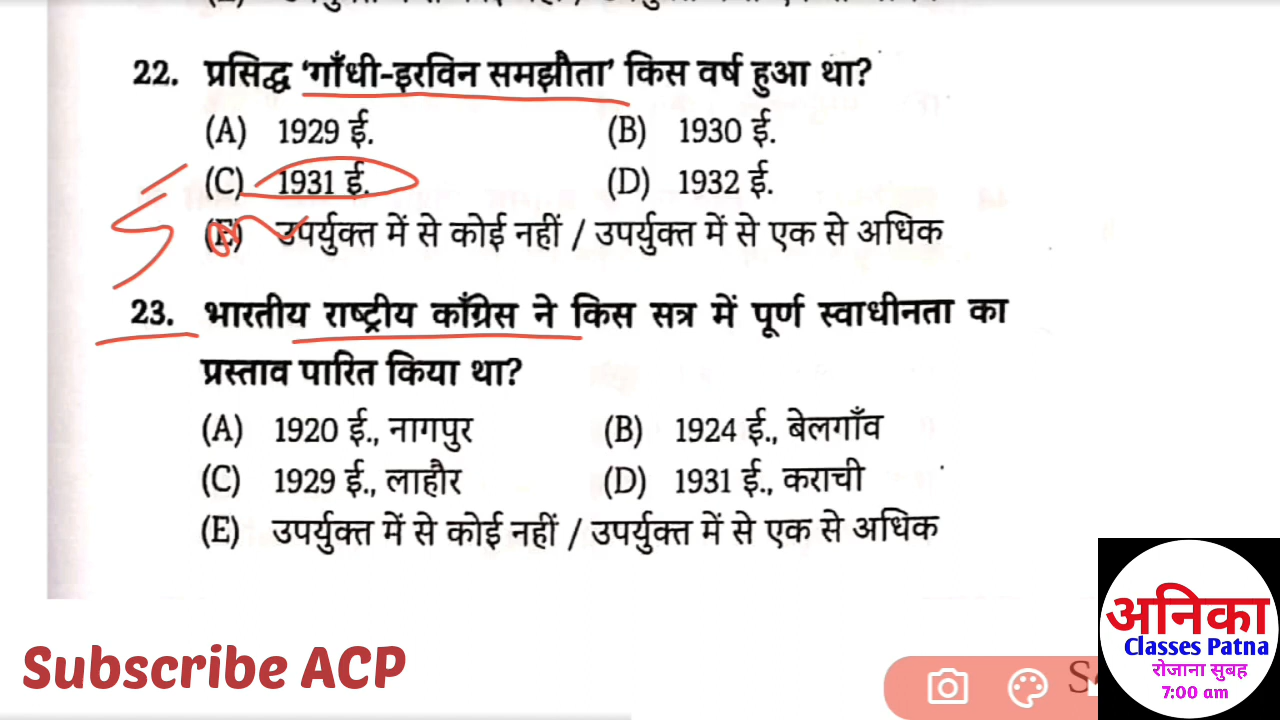 22. प्रसिद्ध 'गाँधी-इरविन समझौता' किस वर्ष हुआ था?
(A) 1929 ई. (B) 1930 ई.
(C) 1931 ई. (D) 1932 ई.
(E) उपर्युक्त में से कोई नहीं / उपर्युक्त में से एक से अधिक
23. भारतीय राष्ट्रीय काँग्रेस ने किस सत्र में पूर्ण स्वाधीनता का
प्रस्ताव पारित किया था?
(A) 1920 ई., नागपुर (B) 1924 ई., बेलगाँव
(C) 1929 ई., लाहौर (D) 1931 ई., कराची
(E) उपर्युक्त में से कोई नहीं / उपर्युक्त में से एक से अधिक
Subscribe ACP
अनिका
Classes Patna
रोजाना सुबह
7:00 am